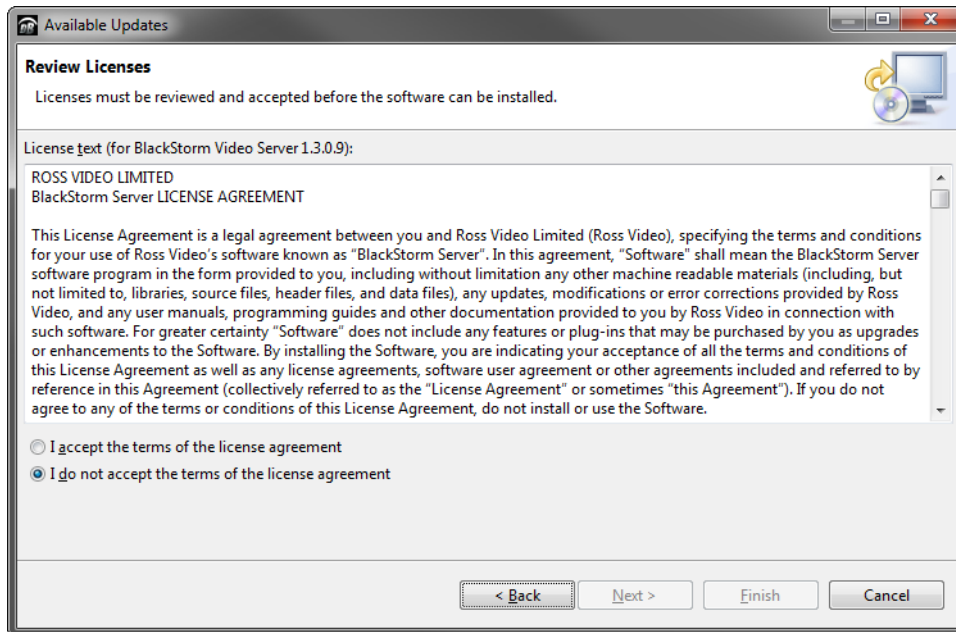 Available Updates
Review Licenses
Licenses must be reviewed and accepted before the software can be installed.
License text (for BlackStorm Video Server 1.3.0.9):
ROSS VIDEO LIMITED
BlackStorm Server LICENSE AGREEMENT
This License Agreement is a legal agreement between you and Ross Video Limited (Ross Video), specifying the terms and conditions
for your use of Ross Video's software known as “BlackStorm Server”. In this agreement, “Software” shall mean the BlackStorm Server
software program in the form provided to you, including without limitation any other machine readable materials (including, but
not limited to, libraries, source files, header files, and data files), any updates, modifications or error corrections provided by Ross
Video, and any user manuals, programming guides and other documentation provided to you by Ross Video in connection with
such software. For greater certainty “Software” does not include any features or plug-ins that may be purchased by you as upgrades
or enhancements to the Software. By installing the Software, you are indicating your acceptance of all the terms and conditions of
this License Agreement as well as any license agreements, software user agreement or other agreements included and referred to by
reference in this Agreement (collectively referred to as the “License Agreement” or sometimes “this Agreement”). If you do not
agree to any of the terms or conditions of this License Agreement, do not install or use the Software.
I accept the terms of the license agreement
I do not accept the terms of the license agreement
< Back Next > Finish Cancel